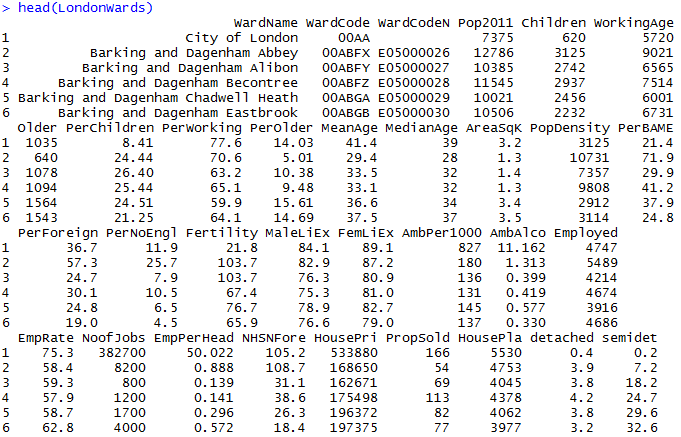 > head(LondonWards)
WardName WardCode WardCodeN Pop2011 Children WorkingAge
1 City of London 00AA 7375 620 5720
2 Barking and Dagenham Abbey 00ABFX E05000026 12786 3125 9021
3 Barking and Dagenham Alibon 00ABFY E05000027 10385 2742 6565
4 Barking and Dagenham Becontree 00ABFZ E05000028 11545 2937 7514
5 Barking and Dagenham Chadwell Heath 00ABGA E05000029 10021 2456 6001
6 Barking and Dagenham Eastbrook 00ABGB E05000030 10506 2232 6731
Older PerChildren PerWorking PerOlder MeanAge MedianAge AreaSqK PopDensity PerBAME
1 1035 8.41 77.6 14.03 41.4 39 3.2 3125 21.4
2 640 24.44 70.6 5.01 29.4 28 1.3 10731 71.9
3 1078 26.40 63.2 10.38 33.5 32 1.4 7357 29.9
4 1094 25.44 65.1 9.48 33.1 32 1.3 9808 41.2
5 1564 24.51 59.9 15.61 36.6 34 3.4 2912 37.9
6 1543 21.25 64.1 14.69 37.5 37 3.5 3114 24.8
PerForeign PerNoEngl Fertility MaleLiEx FemLiEx AmbPer1000 AmbAlco Employed
1 36.7 11.9 21.8 84.1 89.1 827 11.162 4747
2 57.3 25.7 103.7 82.9 87.2 180 1.313 5489
3 24.7 7.9 103.7 76.3 80.9 136 0.399 4214
4 30.1 10.5 67.4 75.3 81.0 131 0.419 4674
5 24.8 6.5 76.7 78.9 82.7 145 0.577 3916
6 19.0 4.5 65.9 76.6 79.0 137 0.330 4686
EmpRate NoofJobs EmpPerHead NHSNFore HousePri PropSold HousePla detached semidet
1 75.3 382700 50.022 105.2 533880 166 5530 0.4 0.2
2 58.4 8200 0.888 108.7 168650 54 4753 3.9 7.2
3 59.3 800 0.139 31.1 162671 69 4045 3.8 18.2
4 57.9 1200 0.141 38.6 175498 113 4378 4.2 24.7
5 58.7 1700 0.296 26.3 196372 82 4062 3.8 29.6
6 62.8 4000 0.572 18.4 197375 77 3977 3.2 32.6